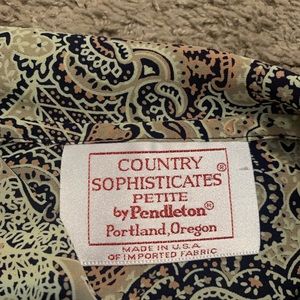 COUNTRY®
SOPHISTICATES
PETITE
by Pendleton®
Portland, Oregon
MADE IN U.S.A.
OF IMPORTED FABRIC